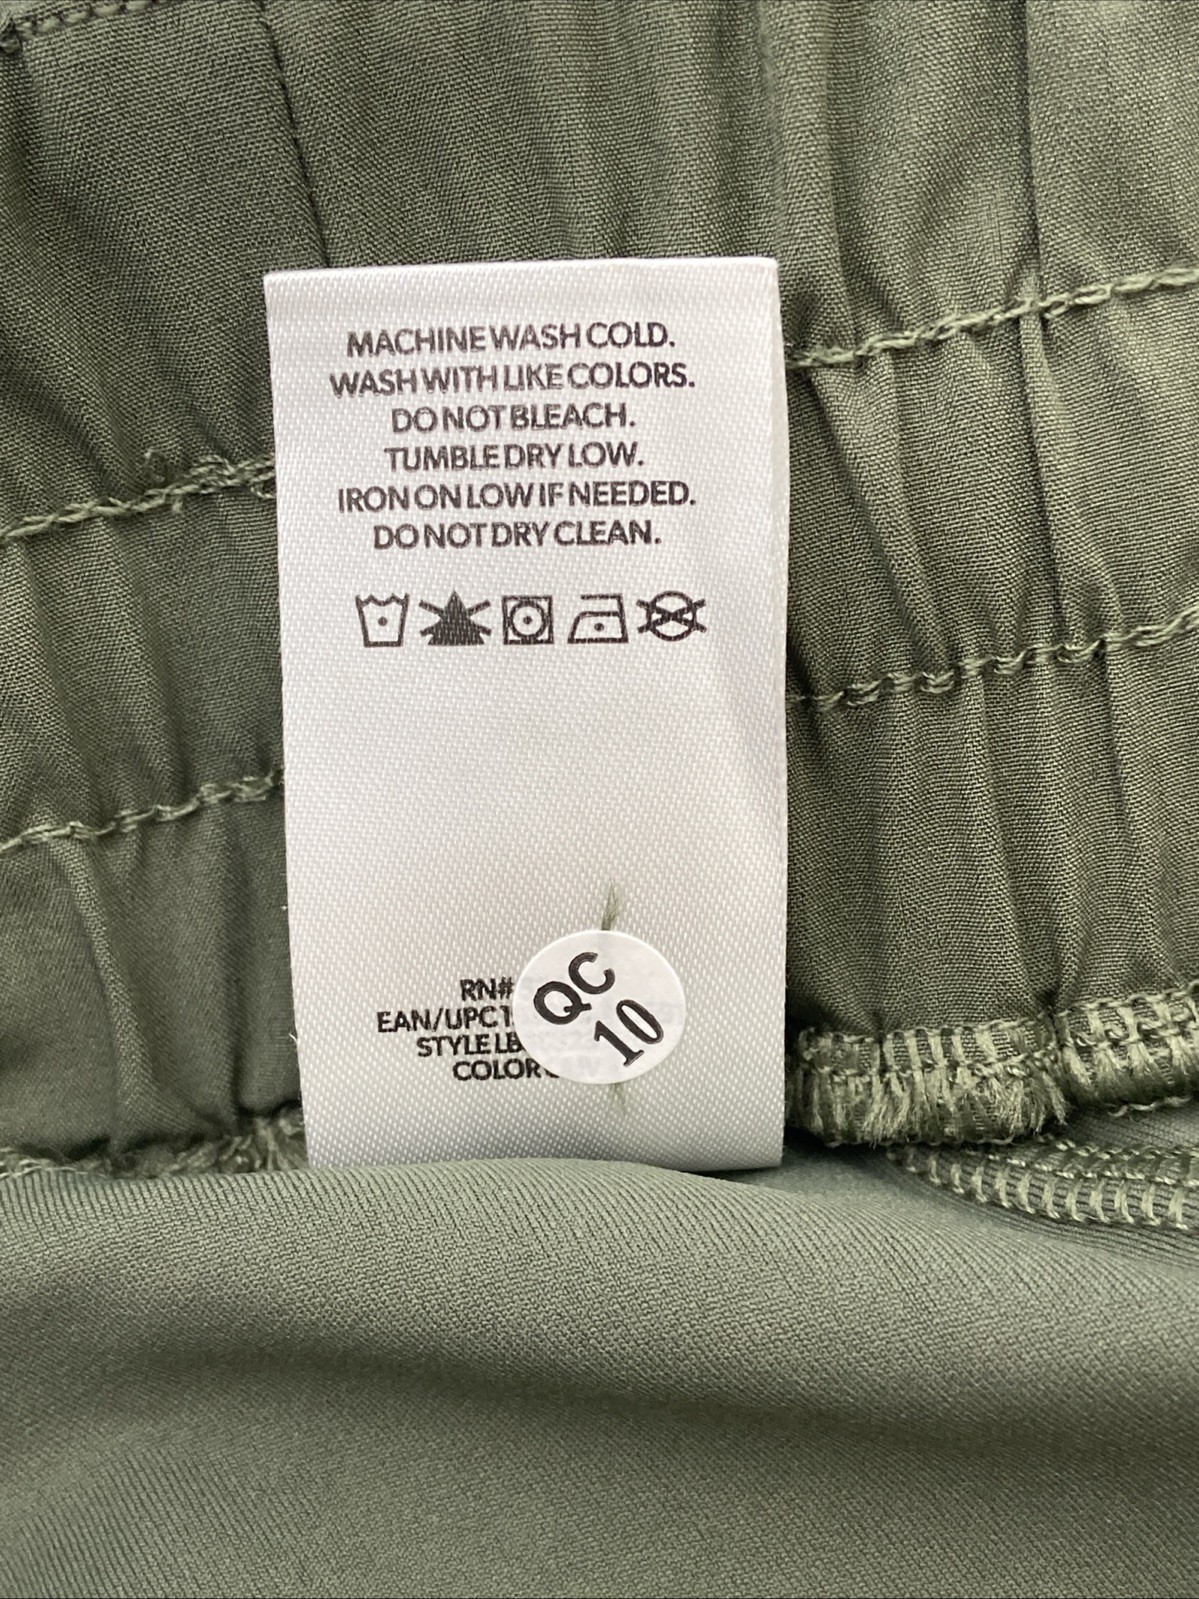 MACHINE WASH COLD.
WASH WITH LIKE COLORS.
DO NOT BLEACH.
TUMBLE DRY LOW.
IRON ON LOW IF NEEDED.
DO NOT DRY CLEAN.
RN#
EAN/UPC
STYLE
COLOR
QC
10